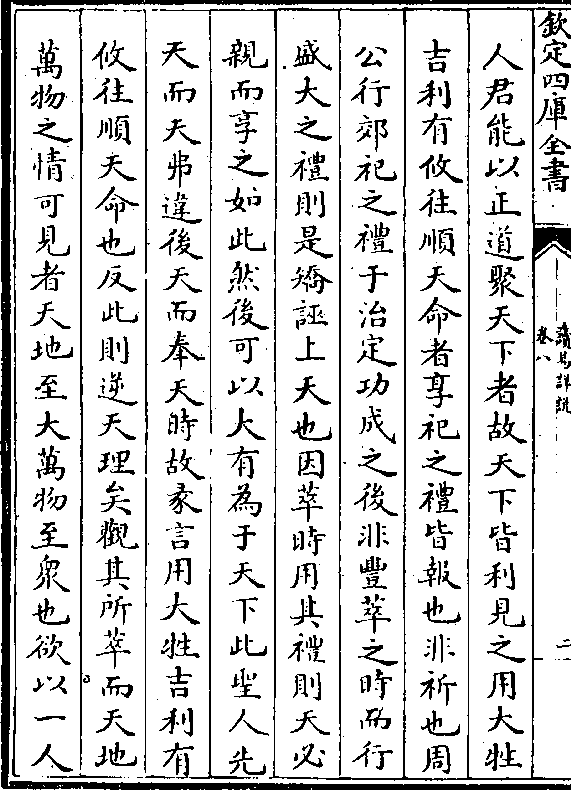 欽定四庫全書
讀易詳說
卷八
二
人君能以正道聚天下者故天下皆利見之用大牲
吉利有攸往順天命者享祀之禮皆報也非祈也周
公行郊祀之禮于治定功成之後非豐萃之時而行
盛大之禮則是矯誣上天也因萃時用其禮則天必
親而享之如此然後可以大有為于天下此聖人先
天而天弗違後天而奉天時故彖言用大牲吉利有
攸往順天命也反此則逆天理矣觀其所萃而天地
萬物之情可見者天地至大萬物至衆也欲以一人